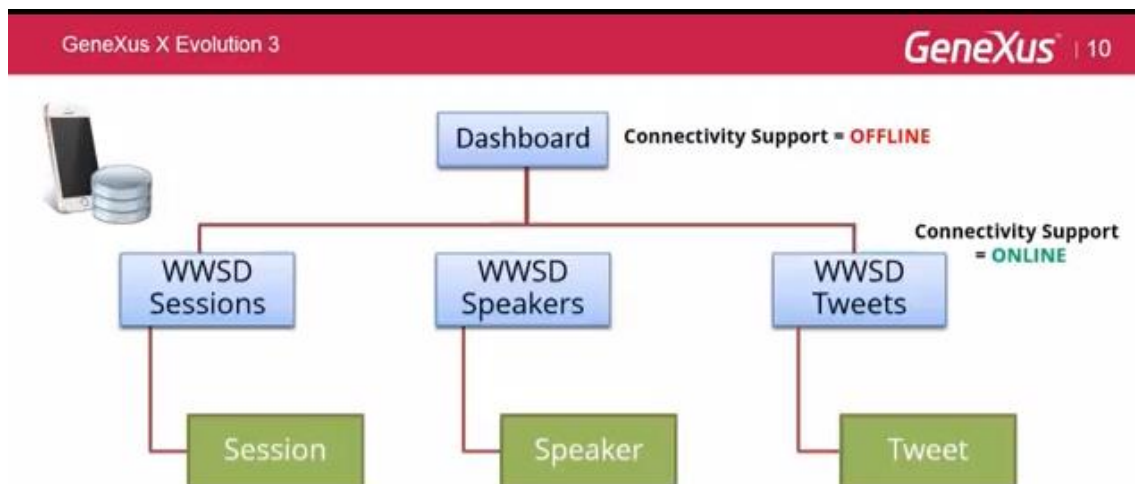 GeneXus X Evolution 3
GeneXus | 10
Dashboard
Connectivity Support = OFFLINE
Connectivity Support
= ONLINE
WWSD
Sessions
WWSD
Speakers
WWSD
Tweets
Session
Speaker
Tweet